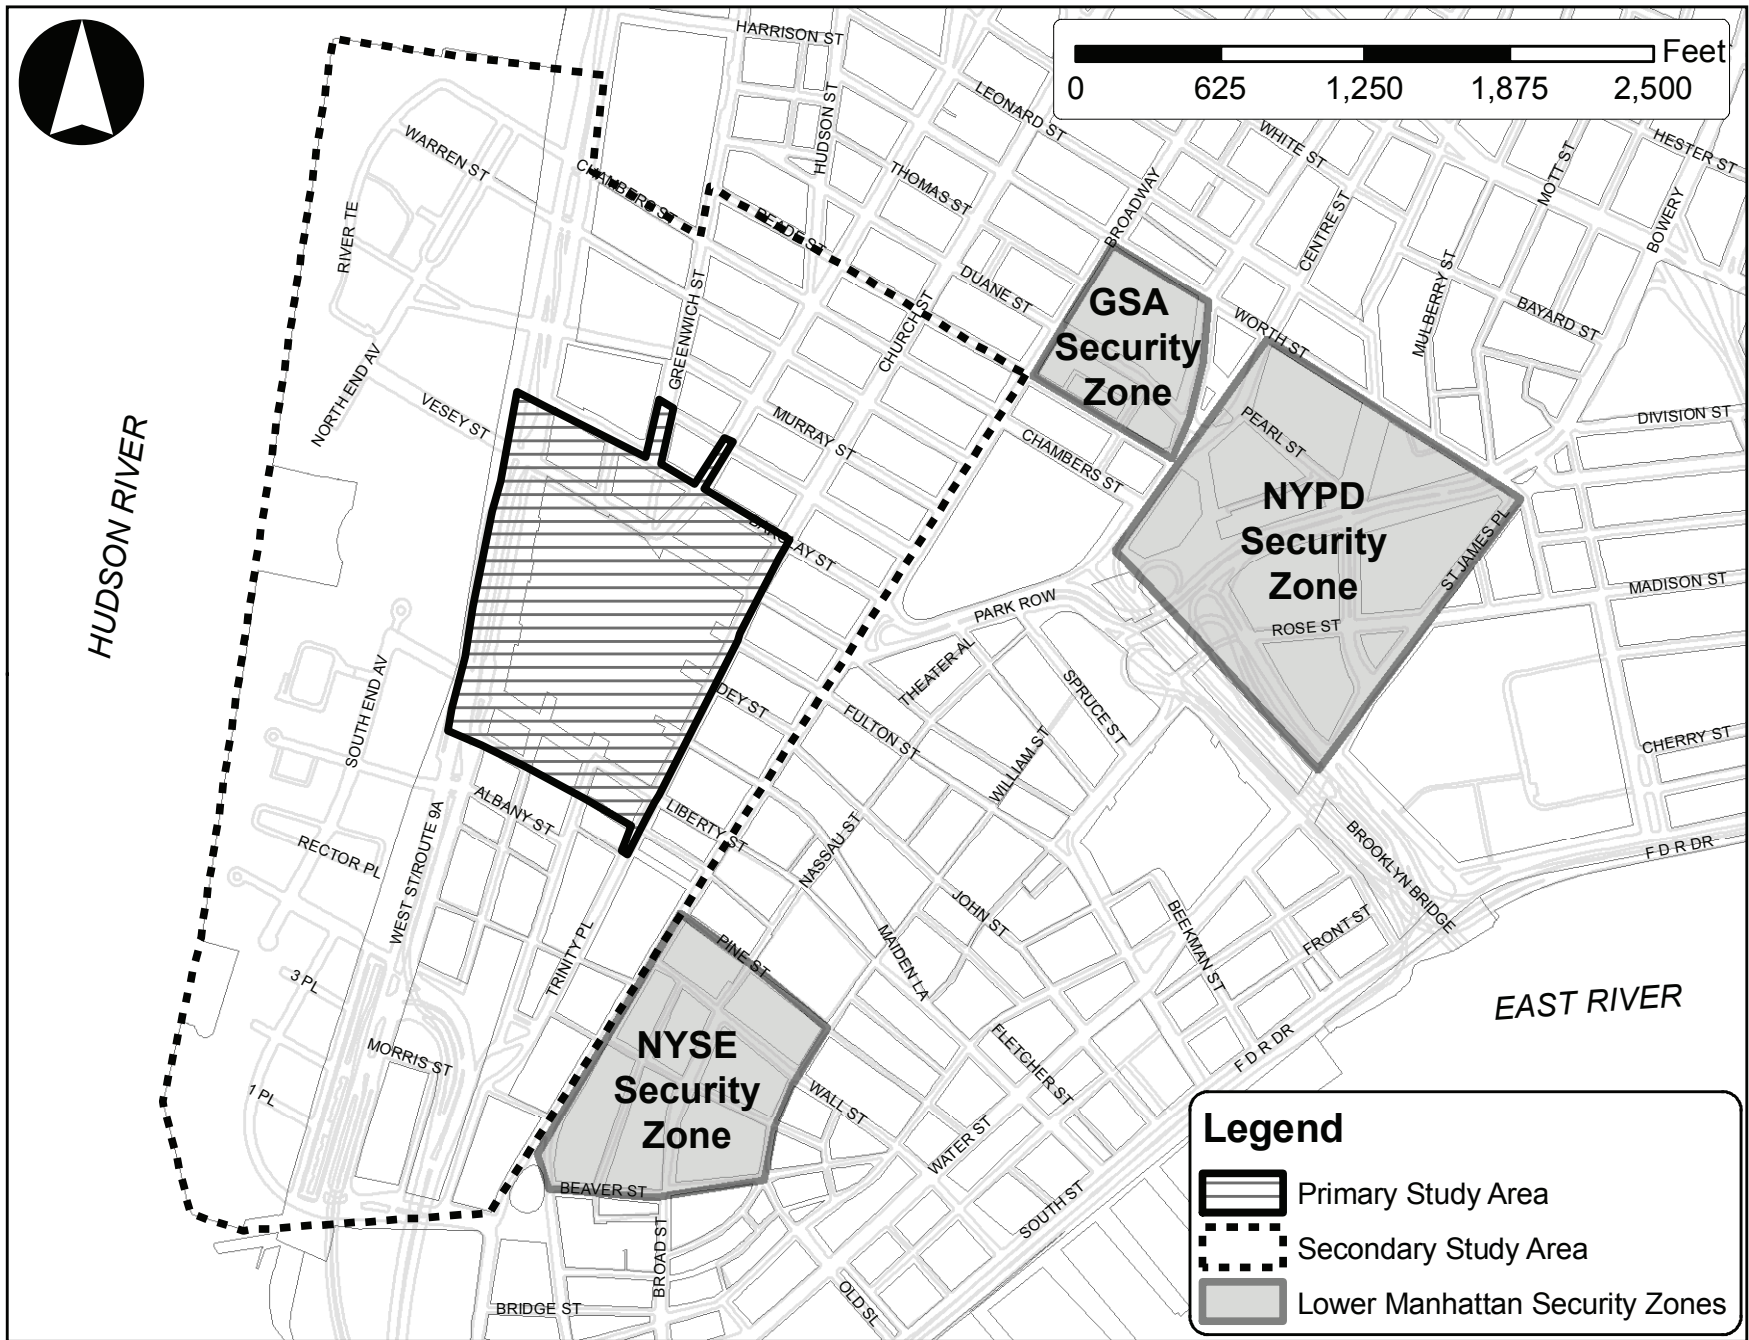 HARRISON ST
Feet
0 625 1,250 1,875 2,500
LEONARD ST
HUDSON ST
WHITE ST
HESTER ST
WARREN ST
CHAMBERS ST
THOMAS ST
MOTT ST
BROADWAY
BOWERY
RIVER TE
READE ST
CENTRE ST
DUANE ST
GSA
Security
Zone
MULBERRY ST
BAYARD ST
GREENWICH ST
CHURCH ST
WORTH ST
NORTH END AV
VESEY ST
MURRAY ST
PEARL ST
DIVISION ST
CHAMBERS ST
HUDSON RIVER
NYPD
Security
Zone
BARCLAY ST
ST JAMES PL
MADISON ST
PARK ROW
ROSE ST
THEATER AL
SOUTH END AV
DEY ST
SPRUCE ST
FULTON ST
WILLIAM ST
CHERRY ST
ALBANY ST
LIBERTY ST
NASSAU ST
RECTOR PL
WEST ST/ROUTE 9A
BROOKLYN BRIDGE
F D R DR
JOHN ST
BEEKMAN ST
FRONT ST
TRINITY PL
PINE ST
MAIDEN LA
3 PL
EAST RIVER
NYSE
Security
Zone
MORRIS ST
FLETCHER ST
F D R DR
1 PL
WALL ST
WATER ST
BEAVER ST
SOUTH ST
BROAD ST
BRIDGE ST
OLD SL
Legend
Primary Study Area
Secondary Study Area
Lower Manhattan Security Zones